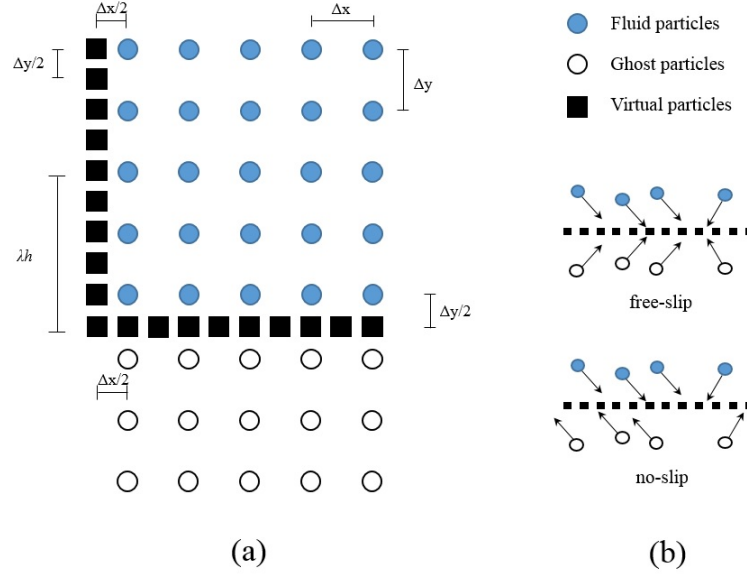 Δx/2
Δx
Δy/2
Δy
λh
Δy/2
Δx/2
(a)
Fluid particles
Ghost particles
Virtual particles
free-slip
no-slip
(b)